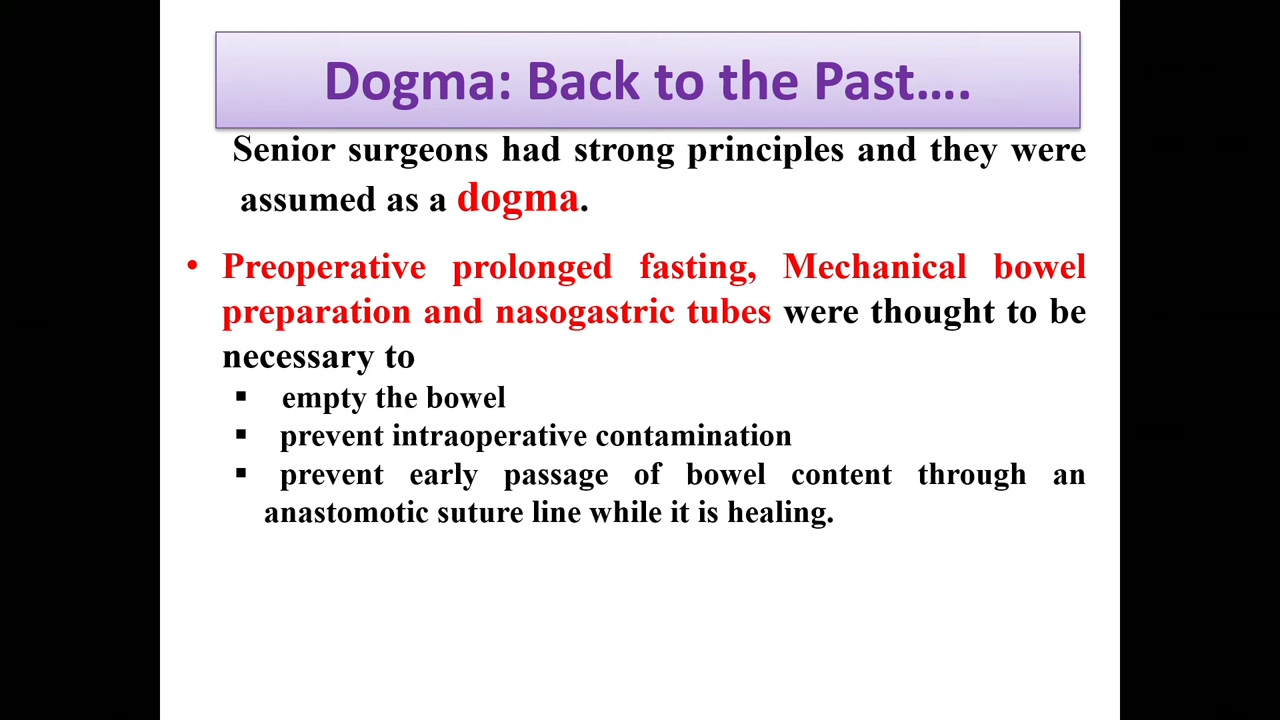 Dogma: Back to the Past….
Senior surgeons had strong principles and they were
assumed as a dogma.
• Preoperative prolonged fasting, Mechanical bowel
preparation and nasogastric tubes were thought to be
necessary to
▪ empty the bowel
▪ prevent intraoperative contamination
▪ prevent early passage of bowel content through an
anastomotic suture line while it is healing.